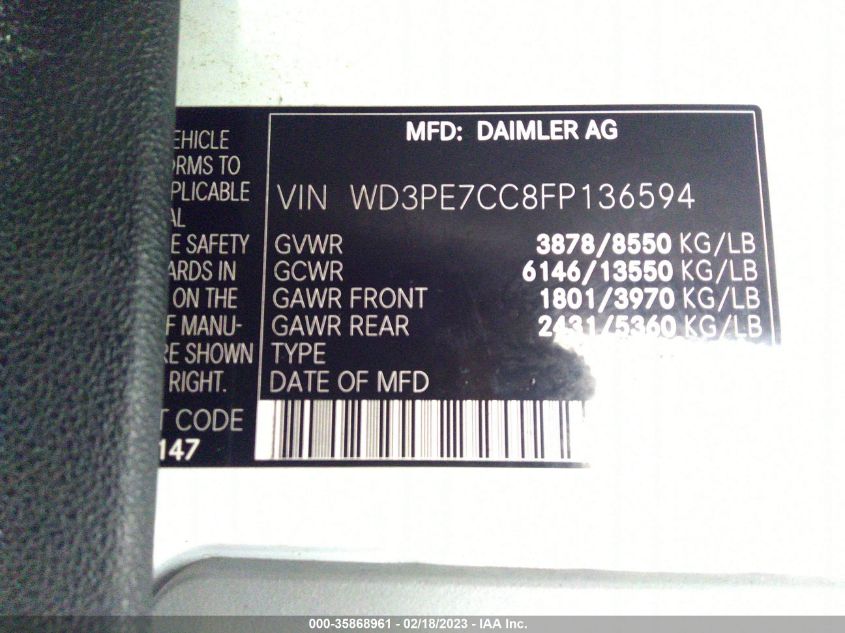 MFD: DAIMLER AG
EHICLE
ORMS TO
PLICABLE
AL
E SAFETY
ARDS IN
ON THE
F MANU-
RE SHOWN
RIGHT.
T CODE
147
VIN WD3PE7CC8FP136594
GVWR 3878/8550 KG/LB
GCWR 6146/13550 KG/LB
GAWR FRONT 1801/3970 KG/LB
GAWR REAR 2431/5360 KG/LB
TYPE
DATE OF MFD
000-35868961 - 02/18/2023 - IAA Inc.